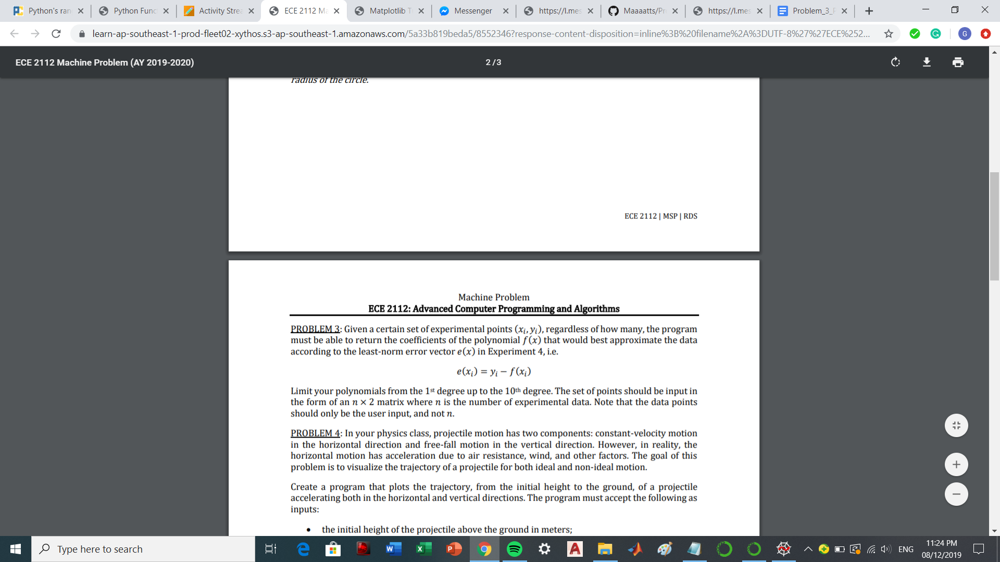 Python's ran
Python Func
Activity Strea
ECE 2112 Ma
Matplotlib T
Messenger
https://l.mes
Maaaatts/Pr
https://l.mes
Problem_3_F
learn-ap-southeast-1-prod-fleet02-xythos.s3-ap-southeast-1.amazonaws.com/5a33b819beda5/8552346?response-content-disposition=inline%3B%20filename%2A%3DUTF-8%27%27ECE%252...
G
ECE 2112 Machine Problem (AY 2019-2020)
2 / 3
radius of the circle.
ECE 2112 | MSP | RDS
Machine Problem
ECE 2112: Advanced Computer Programming and Algorithms
PROBLEM 3: Given a certain set of experimental points (xᵢ, yᵢ), regardless of how many, the program
must be able to return the coefficients of the polynomial f(x) that would best approximate the data
according to the least-norm error vector e(x) in Experiment 4, i.e.
e(xᵢ) = yᵢ − f(xᵢ)
Limit your polynomials from the 1st degree up to the 10th degree. The set of points should be input in
the form of an n × 2 matrix where n is the number of experimental data. Note that the data points
should only be the user input, and not n.
PROBLEM 4: In your physics class, projectile motion has two components: constant-velocity motion
in the horizontal direction and free-fall motion in the vertical direction. However, in reality, the
horizontal motion has acceleration due to air resistance, wind, and other factors. The goal of this
problem is to visualize the trajectory of a projectile for both ideal and non-ideal motion.
Create a program that plots the trajectory, from the initial height to the ground, of a projectile
accelerating both in the horizontal and vertical directions. The program must accept the following as
inputs:
• the initial height of the projectile above the ground in meters;
Type here to search
ENG
11:24 PM
08/12/2019